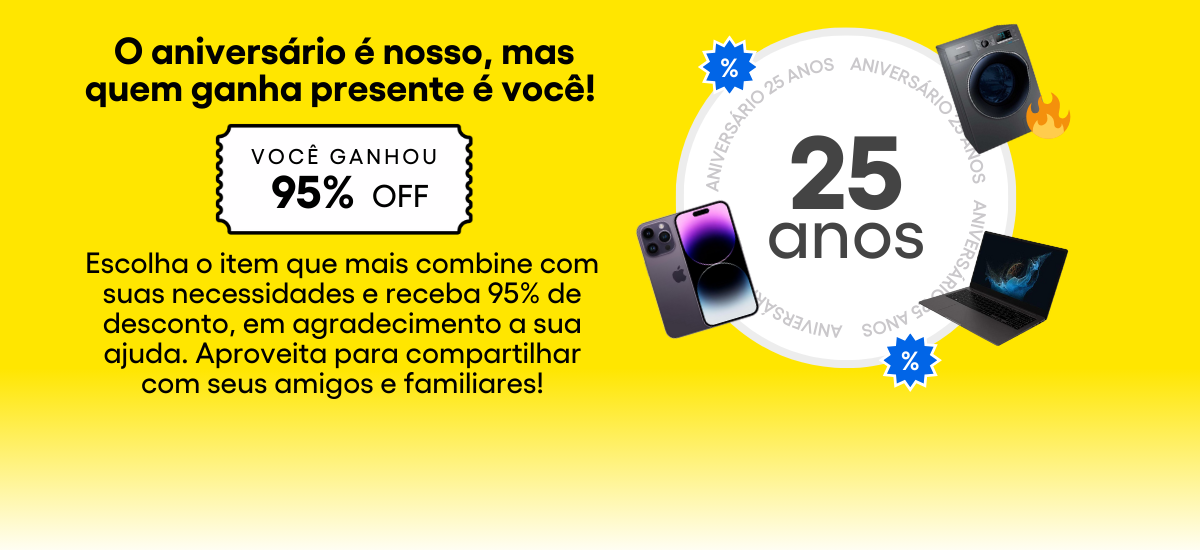 O aniversário é nosso, mas
quem ganha presente é você!
VOCÊ GANHOU
95% OFF
Escolha o item que mais combine com
suas necessidades e receba 95% de
desconto, em agradecimento a sua
ajuda. Aproveita para compartilhar
com seus amigos e familiares!
%
ANIVERSÁRIO 25 ANOS
ANIVERSÁRIO 25 ANOS
ANIVERSÁRIO 25 ANOS
ANIVERSÁRI
25
anos
%